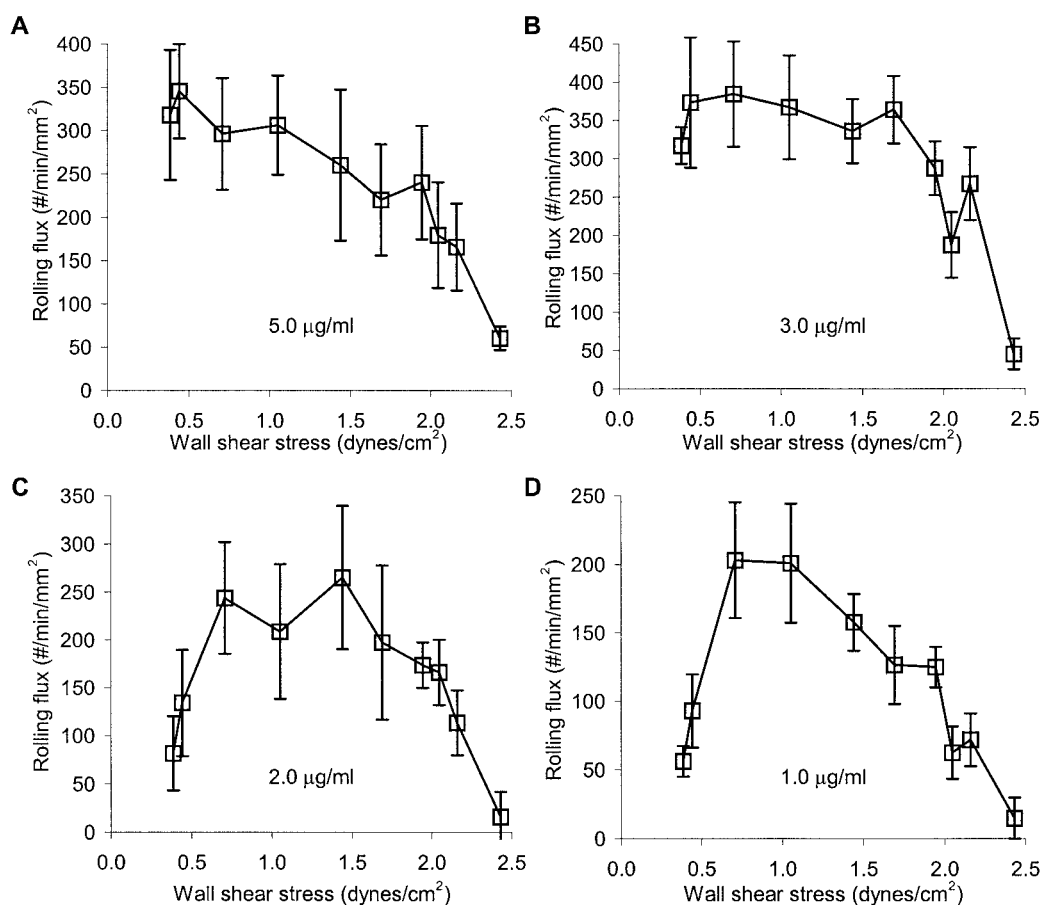 A
400
350
300
250
200
150
100
50
0
Rolling flux (#/min/mm²)
5.0 μg/ml
0.0 0.5 1.0 1.5 2.0 2.5
Wall shear stress (dynes/cm²)
B
450
400
350
300
250
200
150
100
50
0
Rolling flux (#/min/mm²)
3.0 μg/ml
0.0 0.5 1.0 1.5 2.0 2.5
Wall shear stress (dynes/cm²)
C
350
300
250
200
150
100
50
0
Rolling flux (#/min/mm²)
2.0 μg/ml
0.0 0.5 1.0 1.5 2.0 2.5
Wall shear stress (dynes/cm²)
D
250
200
150
100
50
0
Rolling flux (#/min/mm²)
1.0 μg/ml
0.0 0.5 1.0 1.5 2.0 2.5
Wall shear stress (dynes/cm²)